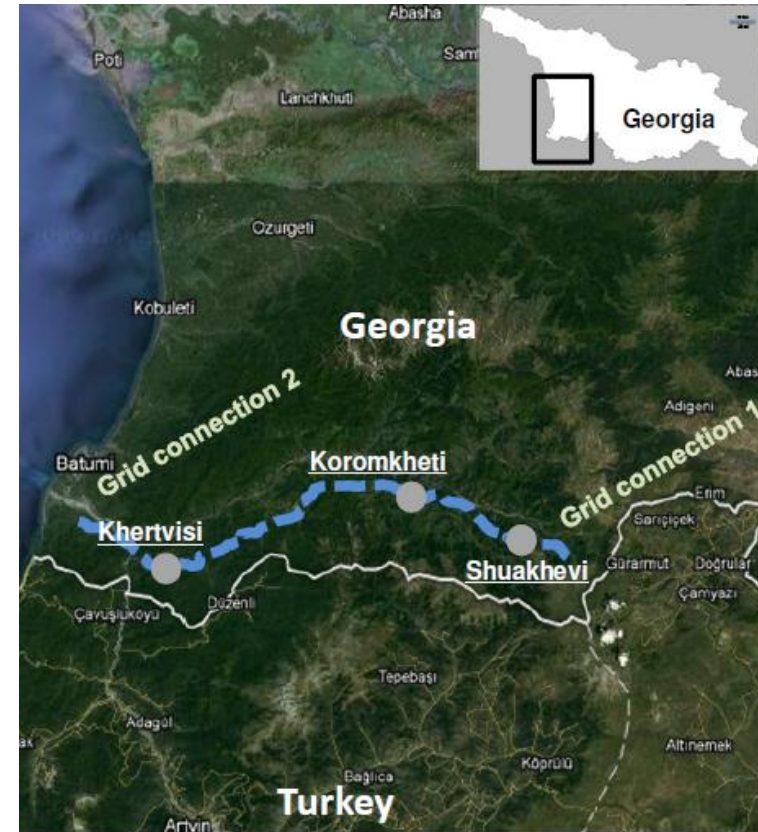 Abasha
Poti
Sam
Lanchkhuti
Georgia
Ozurgeti
Kobuleti
Georgia
Abas
Adigeni
Grid connection 2
Grid connection 1
Batumi
Koromkheti
Erim
Khertvisi
Sarıçiçek
Shuakhevi
Gürarmut
Doğrular
Çamyazı
Düzenli
Çavuşluköyü
Tepebaşı
Adagül
Altınemek
Köprülü
Bağlıca
Turkey
Artvin